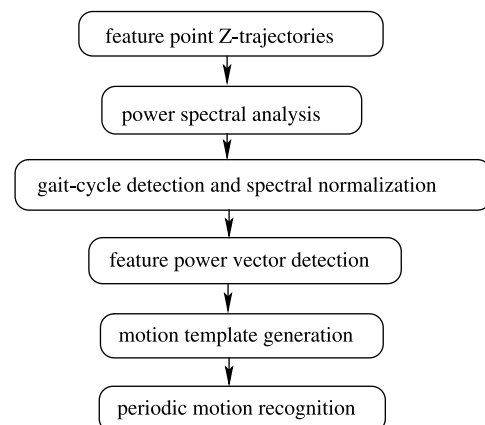 feature point Z-trajectories
power spectral analysis
gait-cycle detection and spectral normalization
feature power vector detection
motion template generation
periodic motion recognition